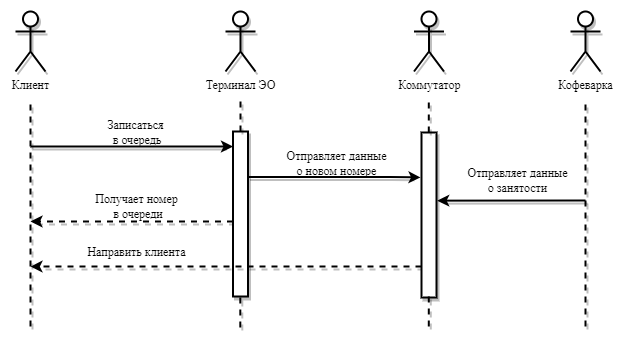 Клиент
Терминал ЭО
Коммутатор
Кофеварка
Записаться
в очередь
Отправляет данные
о новом номере
Отправляет данные
о занятости
Получает номер
в очереди
Направить клиента